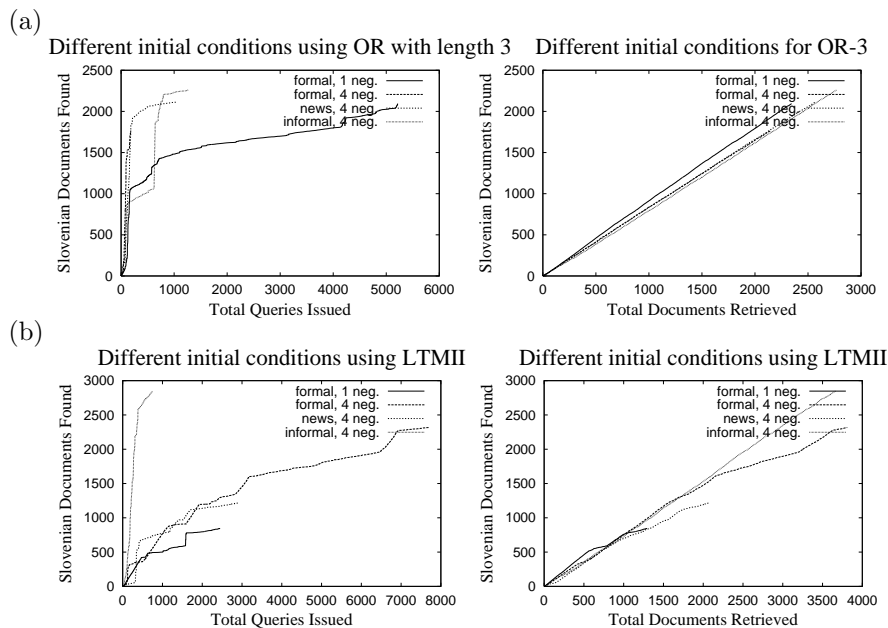 (a)
Different initial conditions using OR with length 3
Slovenian Documents Found
2500
2000
1500
1000
500
0
0 1000 2000 3000 4000 5000 6000
Total Queries Issued
formal, 1 neg.
formal, 4 neg.
news, 4 neg.
informal, 4 neg.
Different initial conditions for OR-3
Slovenian Documents Found
2500
2000
1500
1000
500
0
0 500 1000 1500 2000 2500 3000
Total Documents Retrieved
formal, 1 neg.
formal, 4 neg.
news, 4 neg.
informal, 4 neg.
(b)
Different initial conditions using LTMII
Slovenian Documents Found
3000
2500
2000
1500
1000
500
0
0 1000 2000 3000 4000 5000 6000 7000 8000
Total Queries Issued
formal, 1 neg.
formal, 4 neg.
news, 4 neg.
informal, 4 neg.
Different initial conditions using LTMII
Slovenian Documents Found
3000
2500
2000
1500
1000
500
0
0 500 1000 1500 2000 2500 3000 3500 4000
Total Documents Retrieved
formal, 1 neg.
formal, 4 neg.
news, 4 neg.
informal, 4 neg.